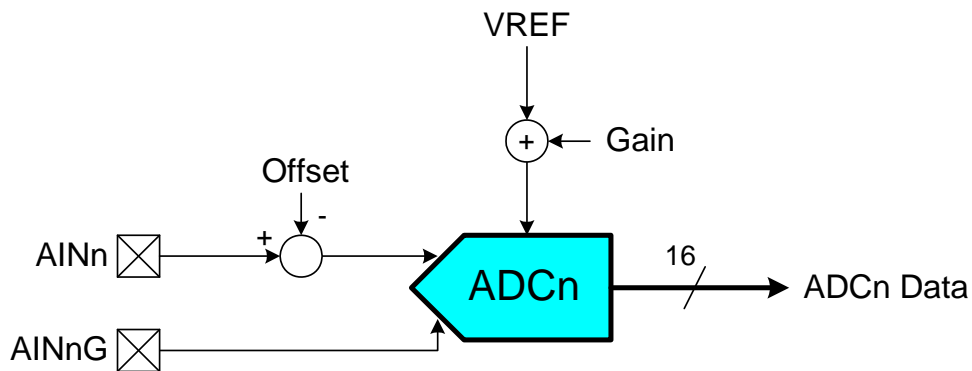 VREF
+
Gain
Offset
-
+
AINn
ADCn
16
ADCn Data
AINnG